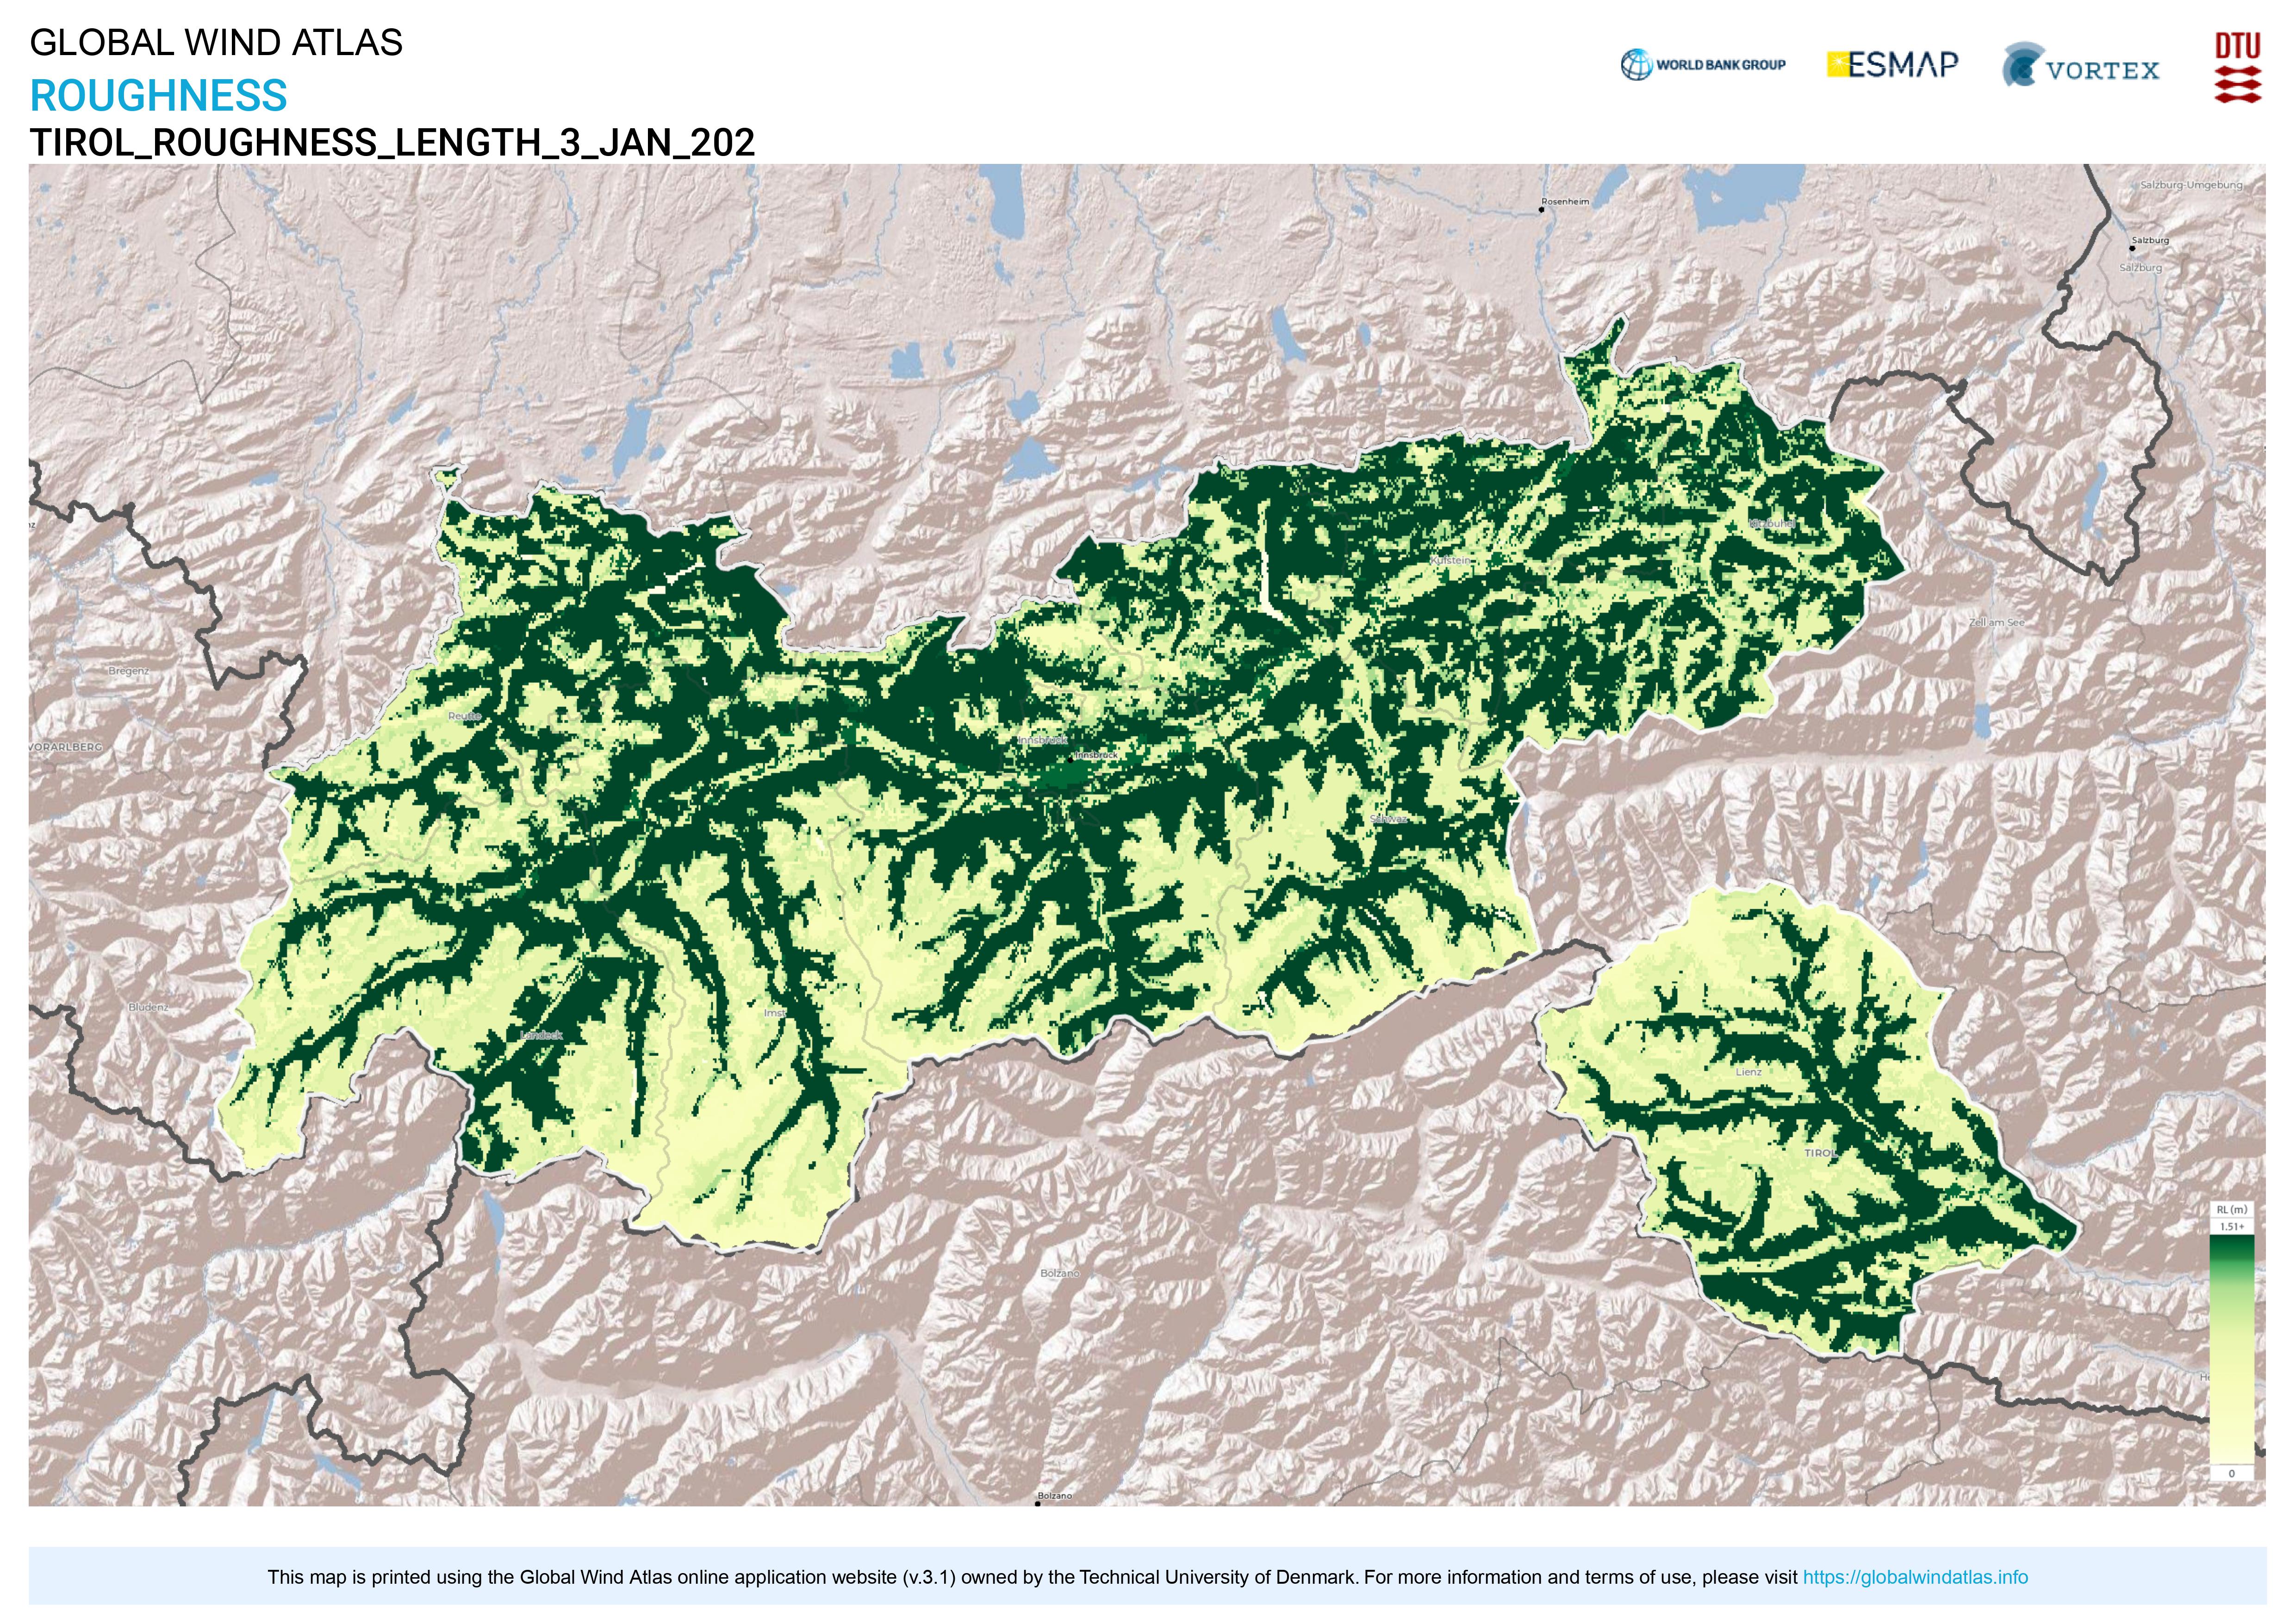 GLOBAL WIND ATLAS
ROUGHNESS
TIROL_ROUGHNESS_LENGTH_3_JAN_202
WORLD BANK GROUP
ESMAP
VORTEX
DTU
Salzburg-Umgebung
Rosenheim
Salzburg
Salzburg
Kufstein
Zell am See
Bregenz
Reutte
VORARLBERG
Innsbruck
Innsbruck
Schwaz
Bludenz
Imst
Landeck
Lienz
TIROL
Bolzano
Bolzano
RL (m)
1.51+
0
This map is printed using the Global Wind Atlas online application website (v.3.1) owned by the Technical University of Denmark. For more information and terms of use, please visit https://globalwindatlas.info